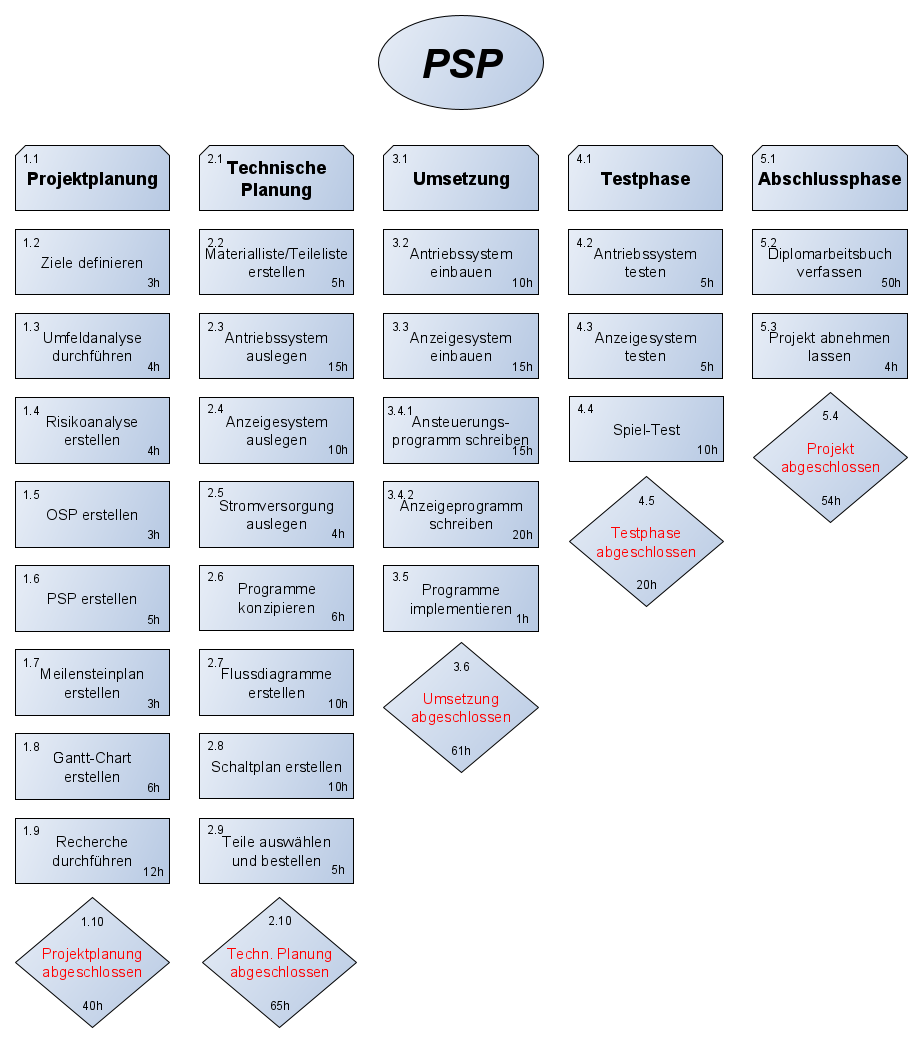 PSP
1.1
Projektplanung
1.2
Ziele definieren
3h
1.3
Umfeldanalyse
durchführen
4h
1.4
Risikoanalyse
erstellen
4h
1.5
OSP erstellen
3h
1.6
PSP erstellen
5h
1.7
Meilensteinplan
erstellen
3h
1.8
Gantt-Chart
erstellen
6h
1.9
Recherche
durchführen
12h
1.10
Projektplanung
abgeschlossen
40h
2.1
Technische
Planung
2.2
Materialliste/Teileliste
erstellen
5h
2.3
Antriebssystem
auslegen
15h
2.4
Anzeigesystem
auslegen
10h
2.5
Stromversorgung
auslegen
4h
2.6
Programme
konzipieren
6h
2.7
Flussdiagramme
erstellen
10h
2.8
Schaltplan erstellen
10h
2.9
Teile auswählen
und bestellen
5h
2.10
Techn. Planung
abgeschlossen
65h
3.1
Umsetzung
3.2
Antriebssystem
einbauen
10h
3.3
Anzeigesystem
einbauen
15h
3.4.1
Ansteuerungs-
programm schreiben
15h
3.4.2
Anzeigeprogramm
schreiben
20h
3.5
Programme
implementieren
1h
3.6
Umsetzung
abgeschlossen
61h
4.1
Testphase
4.2
Antriebssystem
testen
5h
4.3
Anzeigesystem
testen
5h
4.4
Spiel-Test
10h
4.5
Testphase
abgeschlossen
20h
5.1
Abschlussphase
5.2
Diplomarbeitsbuch
verfassen
50h
5.3
Projekt abnehmen
lassen
4h
5.4
Projekt
abgeschlossen
54h